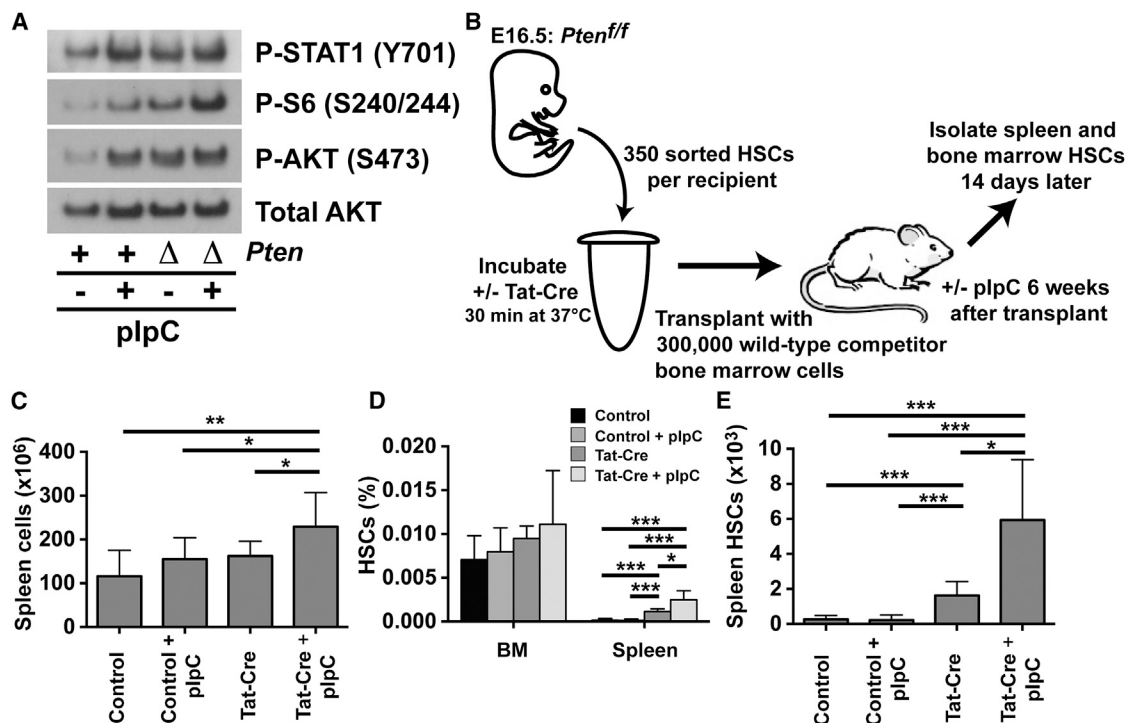 A
P-STAT1 (Y701)
P-S6 (S240/244)
P-AKT (S473)
Total AKT
+ + Δ Δ Pten
- + - +
pIpC
B
E16.5: Ptenf/f
350 sorted HSCs
per recipient
Incubate
+/- Tat-Cre
30 min at 37°C
Transplant with
300,000 wild-type competitor
bone marrow cells
+/- pIpC 6 weeks
after transplant
Isolate spleen and
bone marrow HSCs
14 days later
C
Spleen cells (x10⁶)
400
300
200
100
0
**
*
*
Control
Control +
pIpC
Tat-Cre
Tat-Cre +
pIpC
D
Control
Control + pIpC
Tat-Cre
Tat-Cre + pIpC
HSCs (%)
0.020
0.015
0.010
0.005
0.000
***
***
*** *
***
BM Spleen
E
Spleen HSCs (x10³)
10
8
6
4
2
0
***
***
*
***
***
Control
Control +
pIpC
Tat-Cre
Tat-Cre +
pIpC